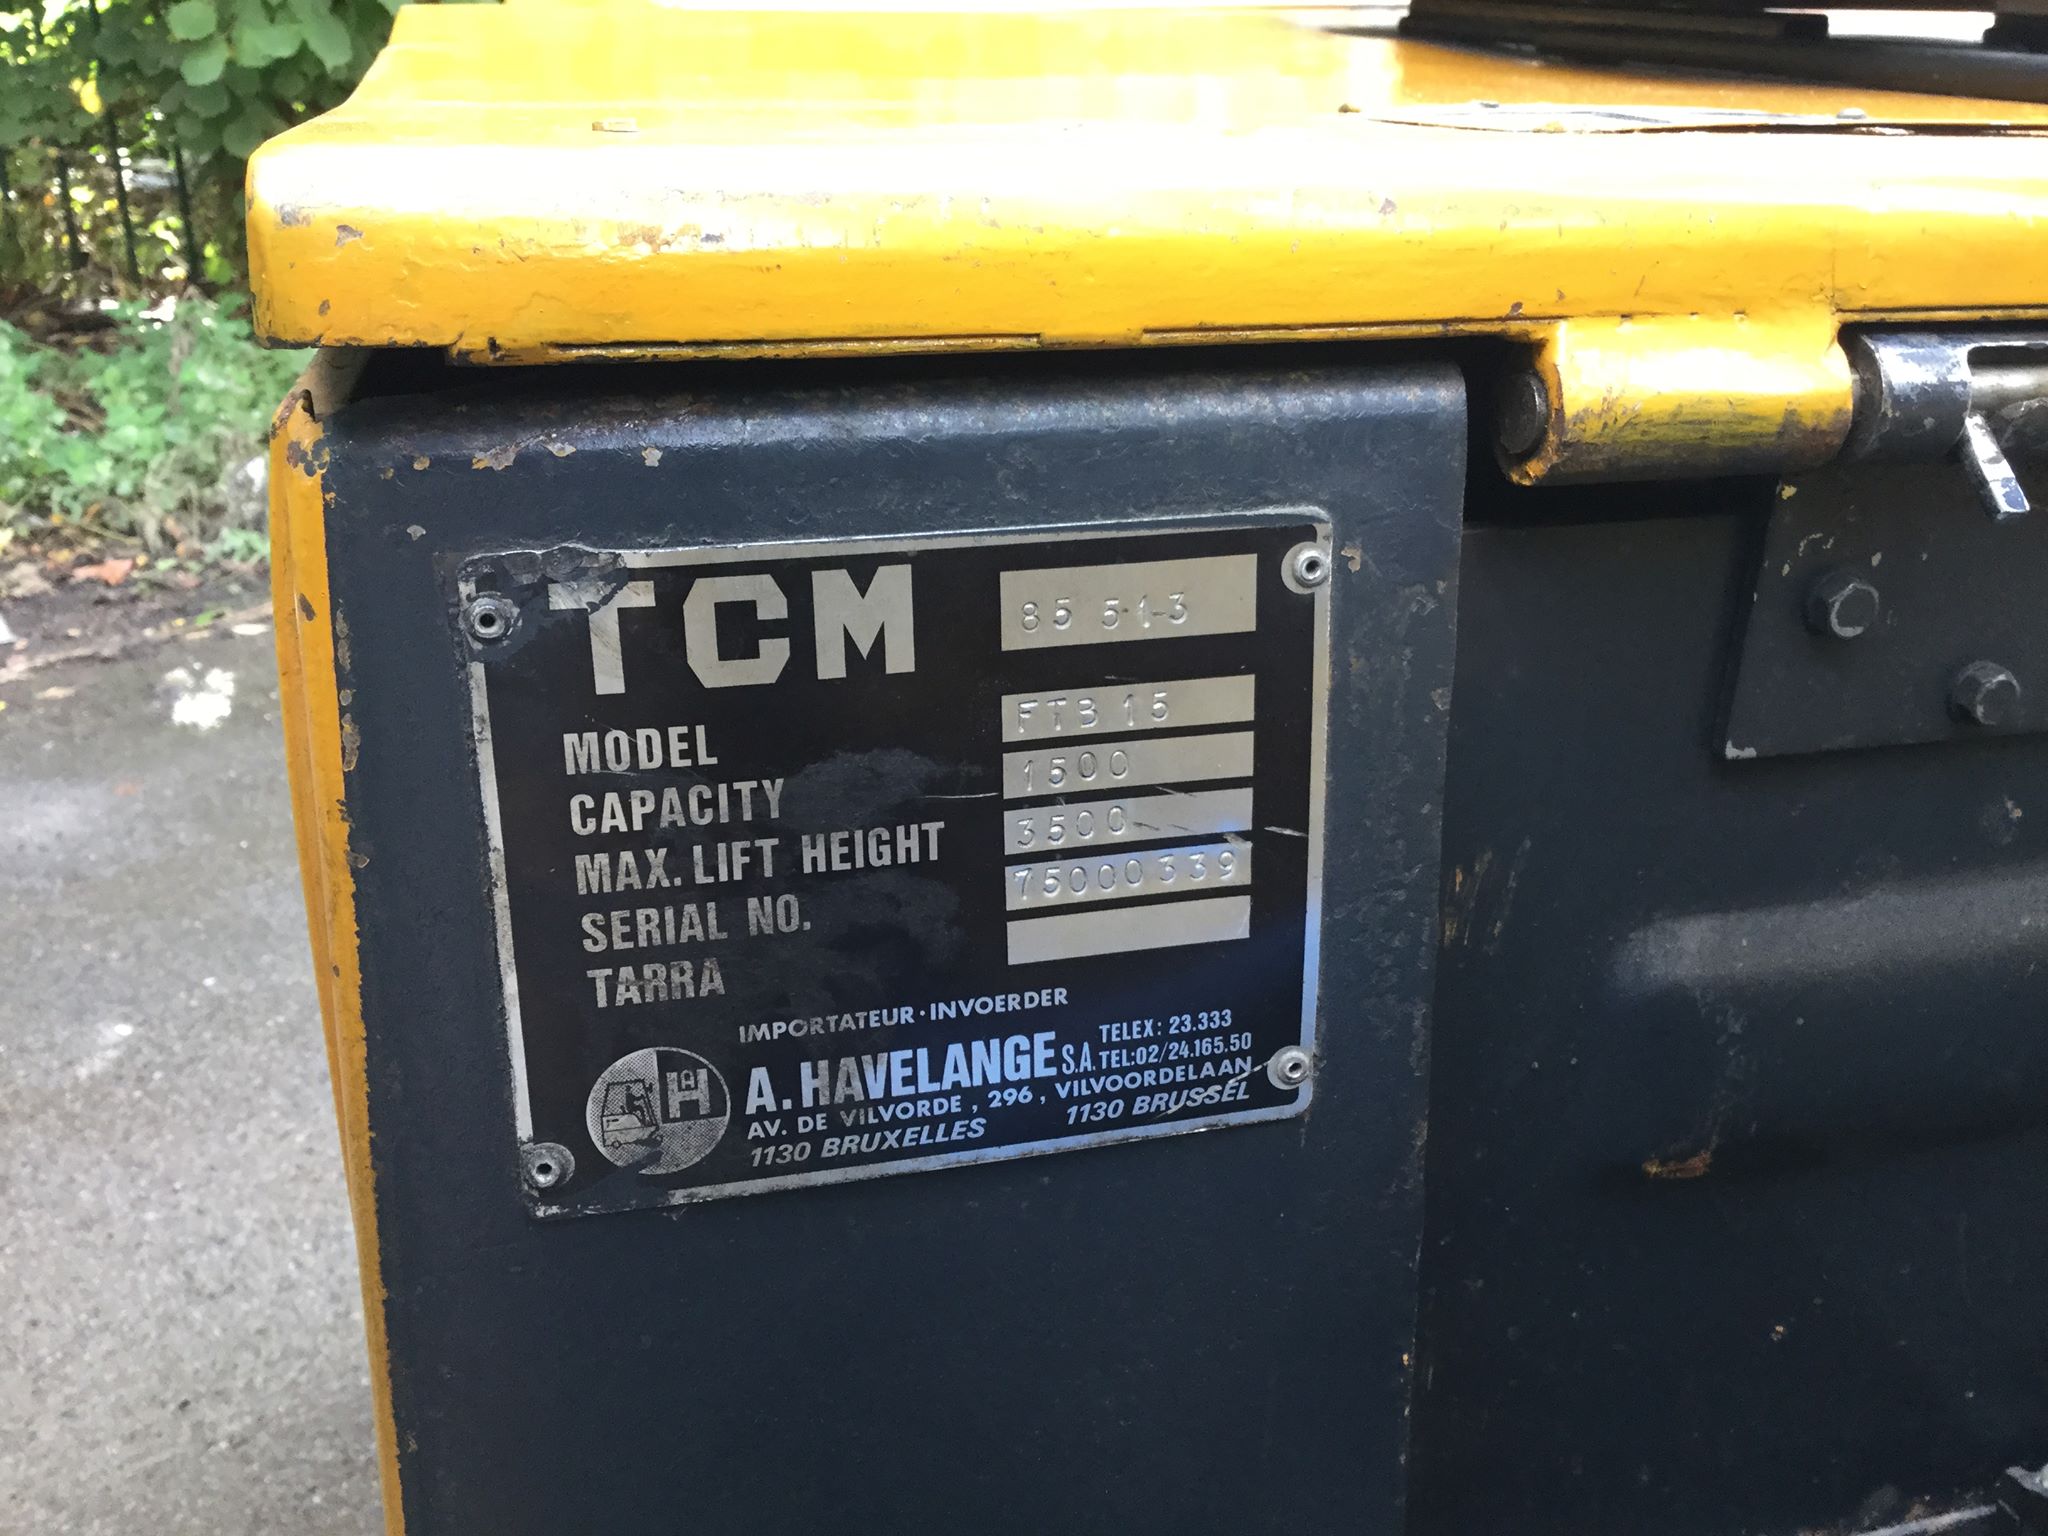 TCM 85 51-3
MODEL FTB 15
CAPACITY 1500
MAX. LIFT HEIGHT 3500
SERIAL NO. 75000339
TARRA
IMPORTATEUR · INVOERDER
H
A. HAVELANGE S.A.
TELEX: 23.333
TEL:02/24.165.50
AV. DE VILVORDE, 296, VILVOORDELAAN
1130 BRUXELLES 1130 BRUSSEL